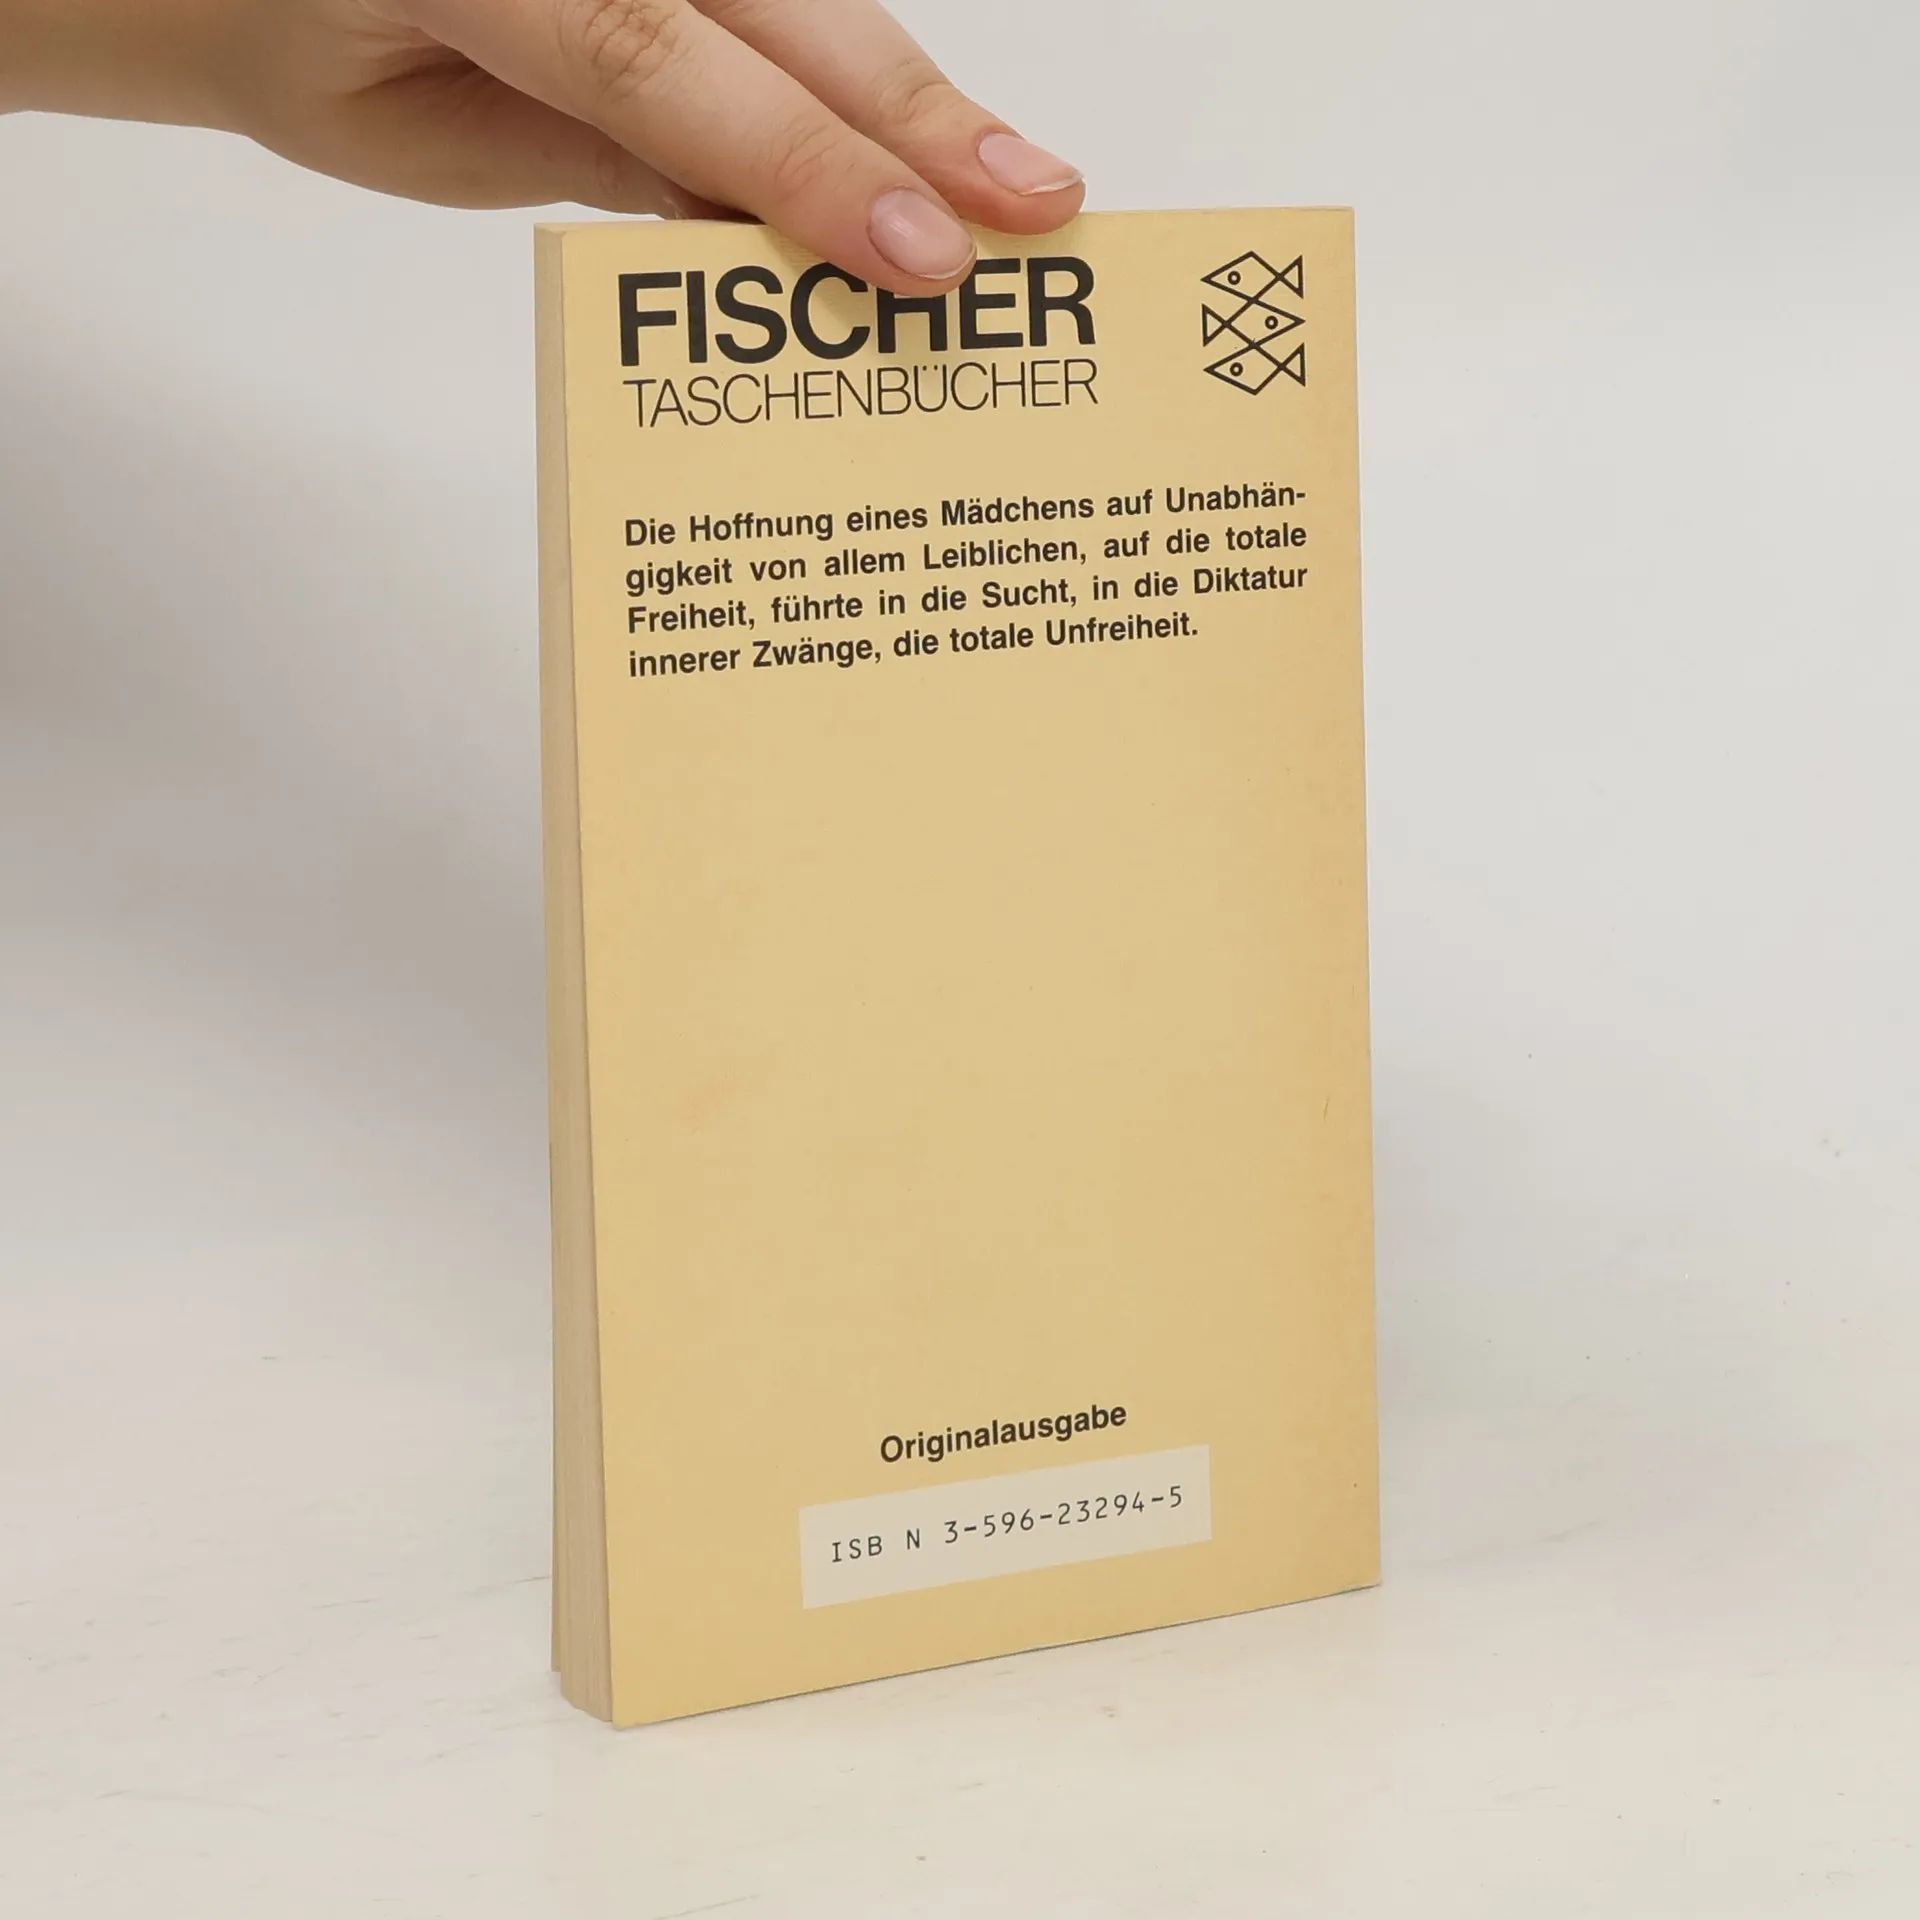 FISCHER
TASCHENBÜCHER
Die Hoffnung eines Mädchens auf Unabhän-
gigkeit von allem Leiblichen, auf die totale
Freiheit, führte in die Sucht, in die Diktatur
innerer Zwänge, die totale Unfreiheit.
Originalausgabe
ISB N 3-596-23294-5